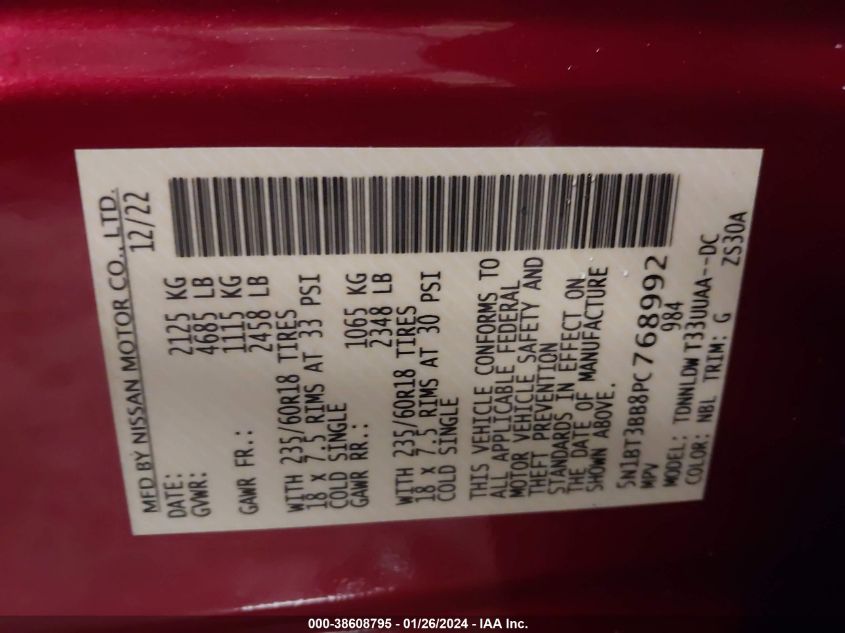 MFD BY NISSAN MOTOR CO., LTD.
DATE: 12/22
GVWR: 2125 KG
4685 LB
GAWR FR.: 1115 KG
2458 LB
WITH 235/60R18 TIRES
18 x 7.5 RIMS AT 33 PSI
COLD SINGLE
GAWR RR.: 1065 KG
2348 LB
WITH 235/60R18 TIRES
18 x 7.5 RIMS AT 30 PSI
COLD SINGLE
THIS VEHICLE CONFORMS TO
ALL APPLICABLE FEDERAL
MOTOR VEHICLE SAFETY AND
THEFT PREVENTION
STANDARDS IN EFFECT ON
THE DATE OF MANUFACTURE
SHOWN ABOVE.
5N1BT3BB8PC768992
MPV 984
MODEL: TDNNLDW T33UUAA--DC
COLOR: NBL TRIM: G ZS30A
000-38608795 - 01/26/2024 - IAA Inc.